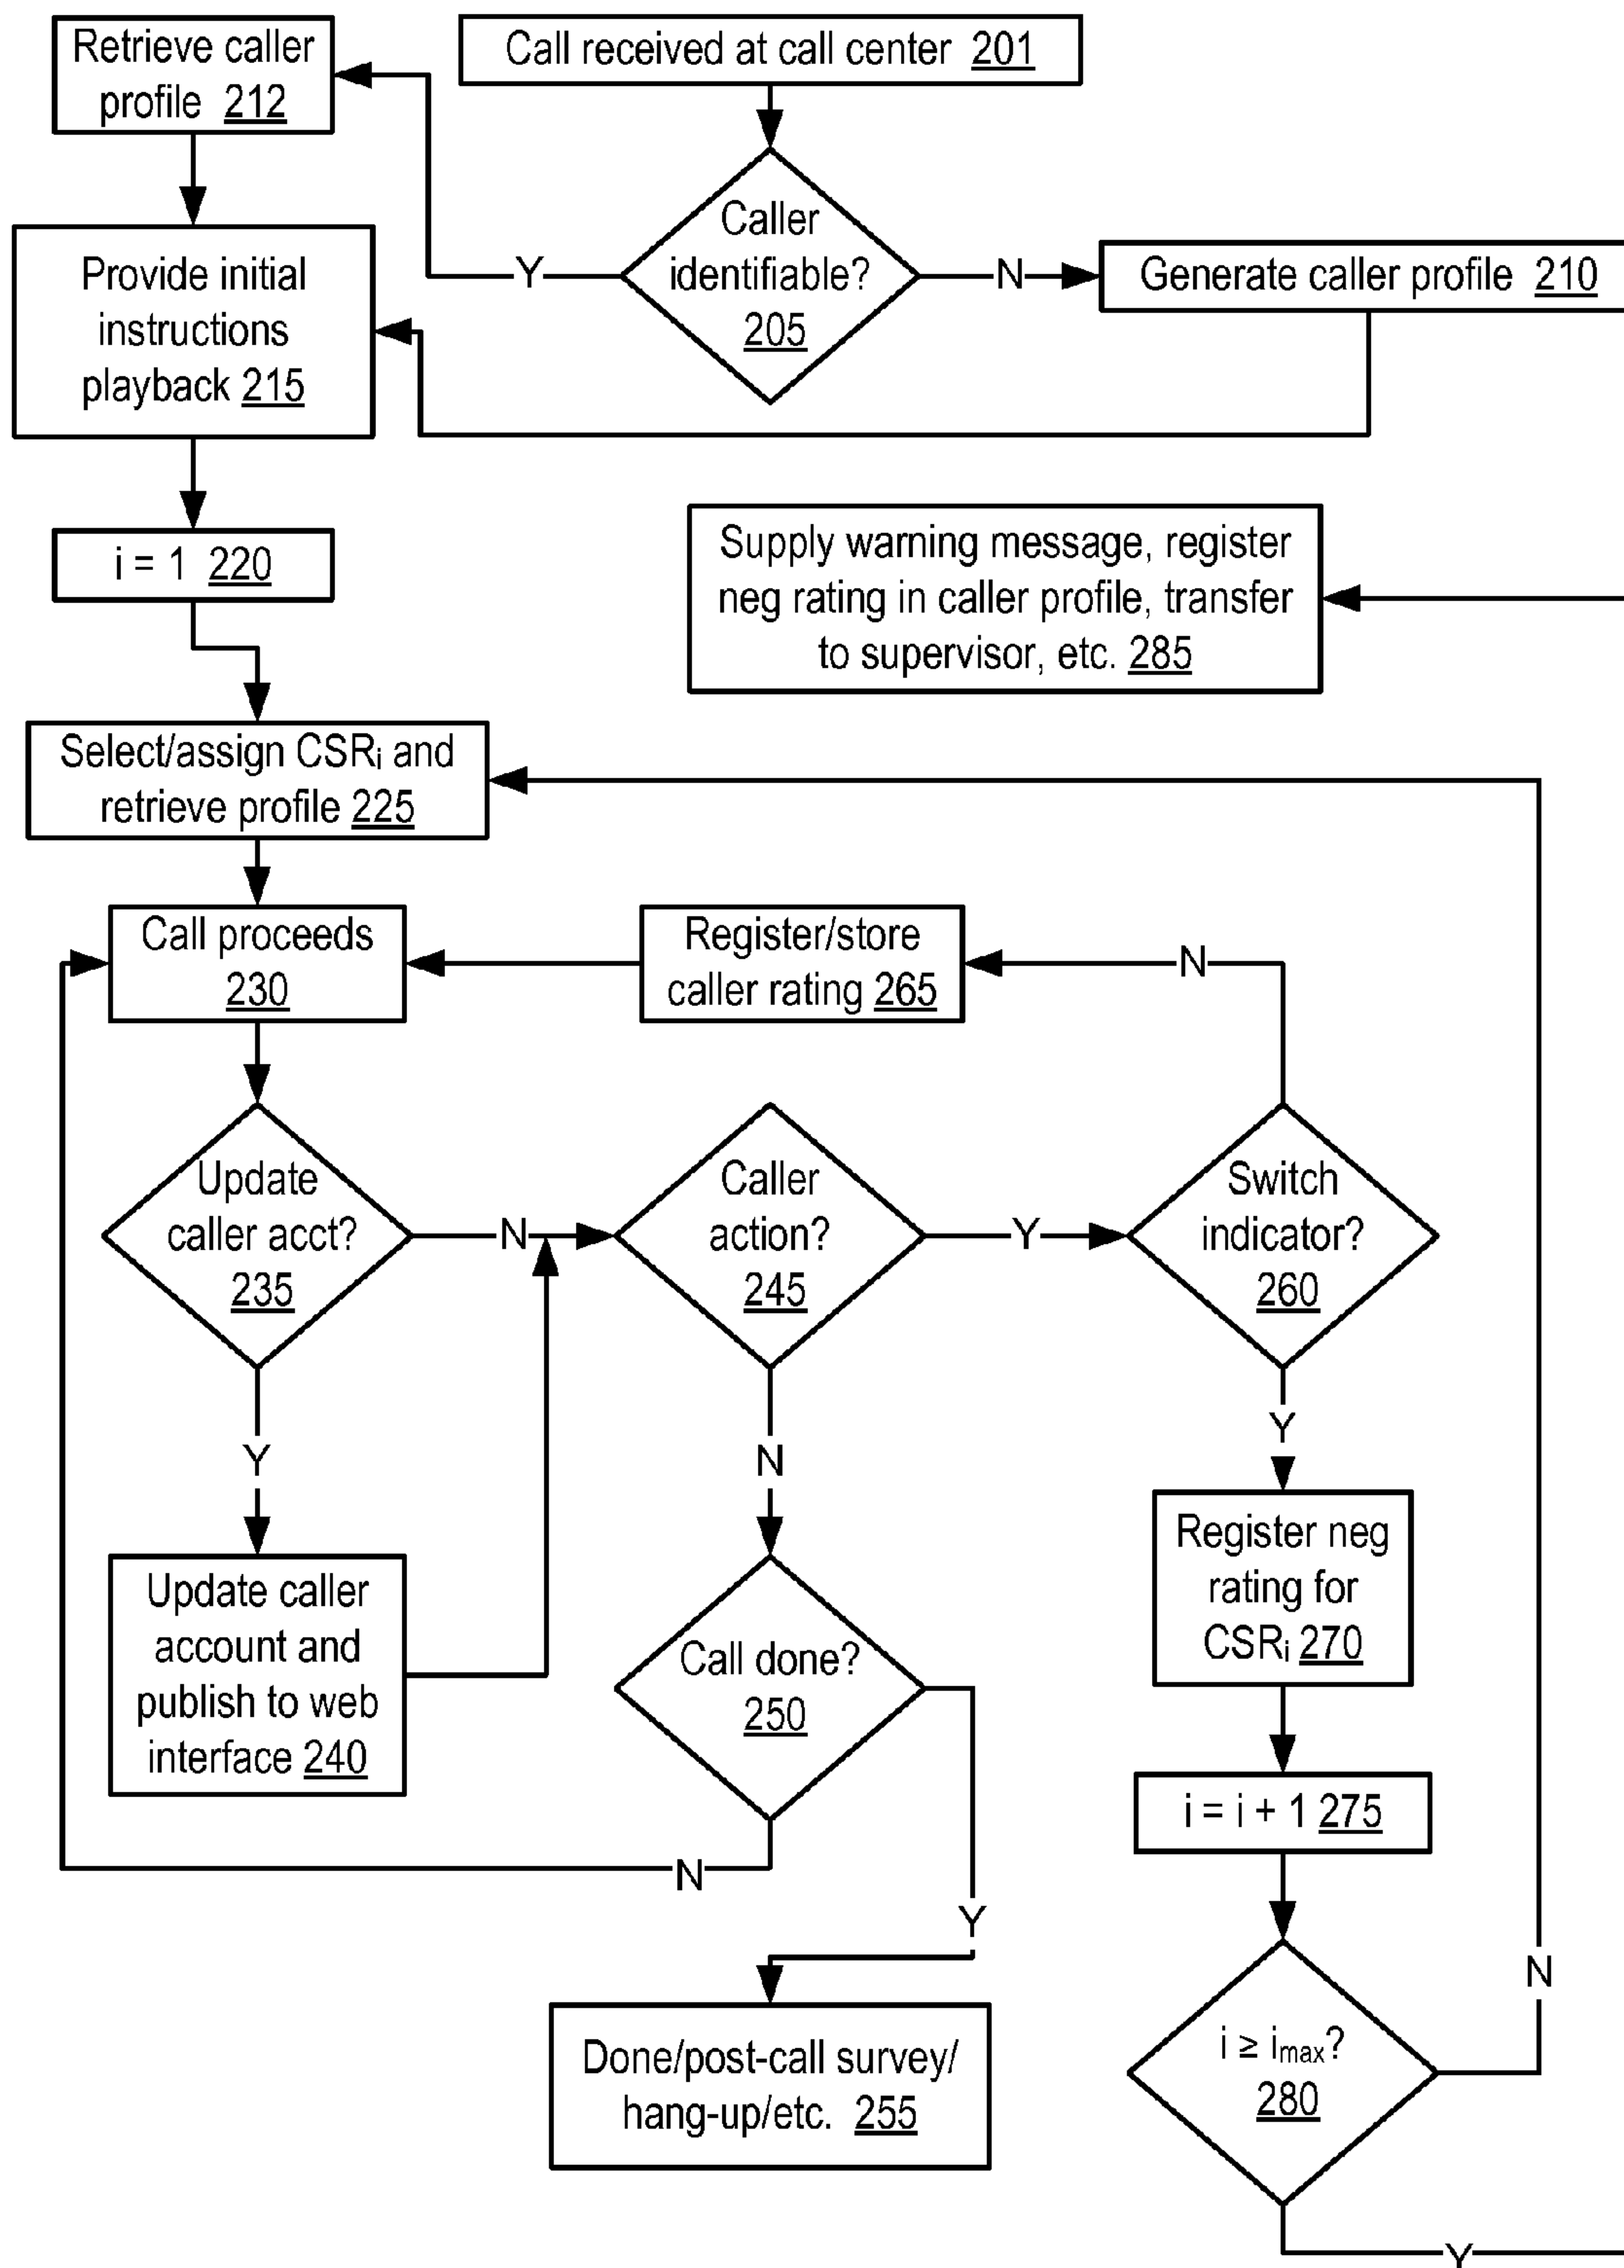 Retrieve caller
profile 212
Call received at call center 201
Caller
identifiable?
205
Y
N
Generate caller profile 210
Provide initial
instructions
playback 215
i = 1 220
Supply warning message, register
neg rating in caller profile, transfer
to supervisor, etc. 285
Select/assign CSRi and
retrieve profile 225
Call proceeds
230
Register/store
caller rating 265
N
Update
caller acct?
235
N
Caller
action?
245
Y
Switch
indicator?
260
Y
N
Y
Update caller
account and
publish to web
interface 240
Call done?
250
Register neg
rating for
CSRi 270
i = i + 1 275
N
Y
N
Done/post-call survey/
hang-up/etc. 255
i ≥ imax?
280
Y